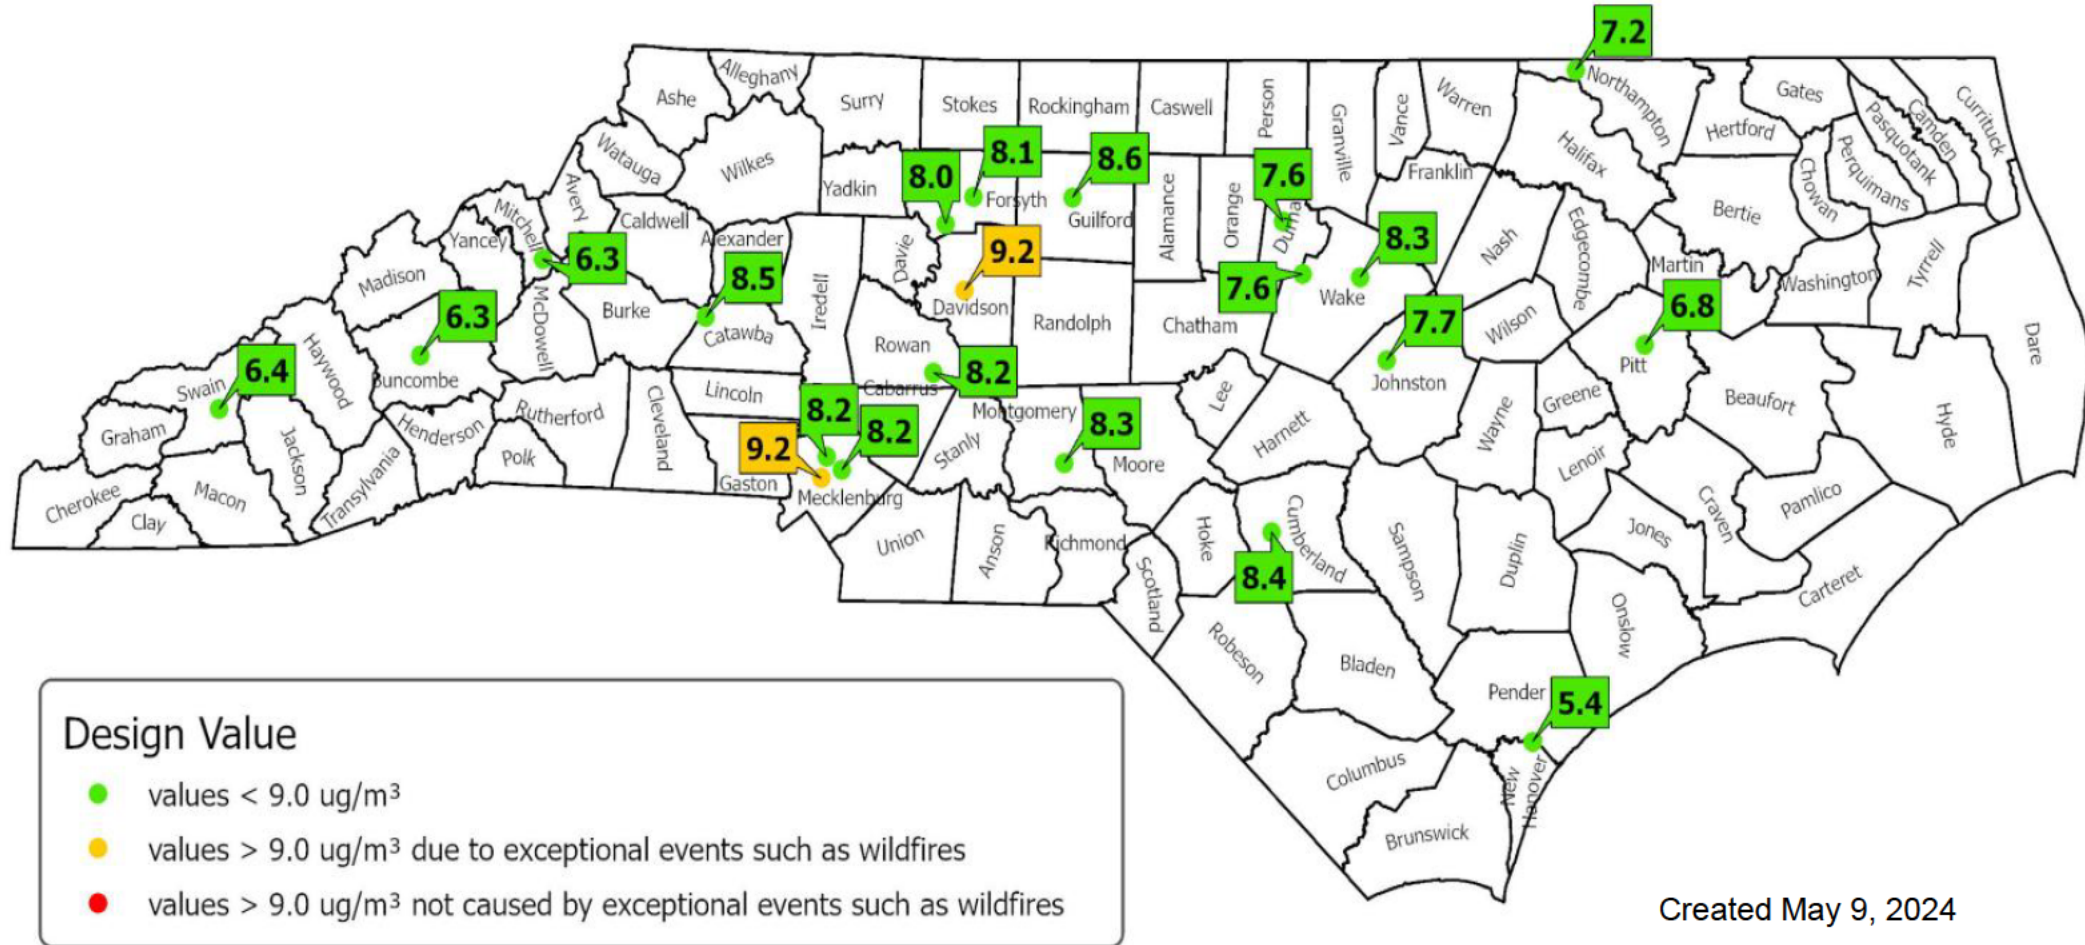 7.2
Alleghany
Ashe
Surry
Stokes
Rockingham
Caswell
Person
Granville
Vance
Warren
Northampton
Gates
Camden
Currituck
Pasquotank
Hertford
Perquimans
Chowan
Halifax
Watauga
Wilkes
Yadkin
8.0
8.1
Forsyth
8.6
Guilford
Alamance
Orange
7.6
Franklin
Nash
Edgecombe
Bertie
Avery
Mitchell
Caldwell
Alexander
Yancey
6.3
8.5
Iredell
Davie
9.2
Davidson
Randolph
Chatham
7.6
8.3
Wake
Martin
Washington
Tyrrell
Dare
Madison
6.3
McDowell
Burke
Catawba
Rowan
7.7
Wilson
6.8
Pitt
Johnston
6.4
Swain
Haywood
Buncombe
8.2
Cabarrus
Lincoln
Cleveland
Rutherford
Henderson
Graham
Jackson
Transylvania
Polk
8.2
8.2
9.2
Gaston
Mecklenburg
Stanly
Montgomery
8.3
Moore
Lee
Harnett
Wayne
Greene
Lenoir
Beaufort
Hyde
Cherokee
Clay
Macon
Union
Anson
Richmond
Scotland
Hoke
Cumberland
8.4
Sampson
Duplin
Jones
Craven
Pamlico
Carteret
Onslow
Robeson
Bladen
Pender
5.4
Columbus
Brunswick
New
Hanover
Design Value
values < 9.0 ug/m³
values > 9.0 ug/m³ due to exceptional events such as wildfires
values > 9.0 ug/m³ not caused by exceptional events such as wildfires
Created May 9, 2024